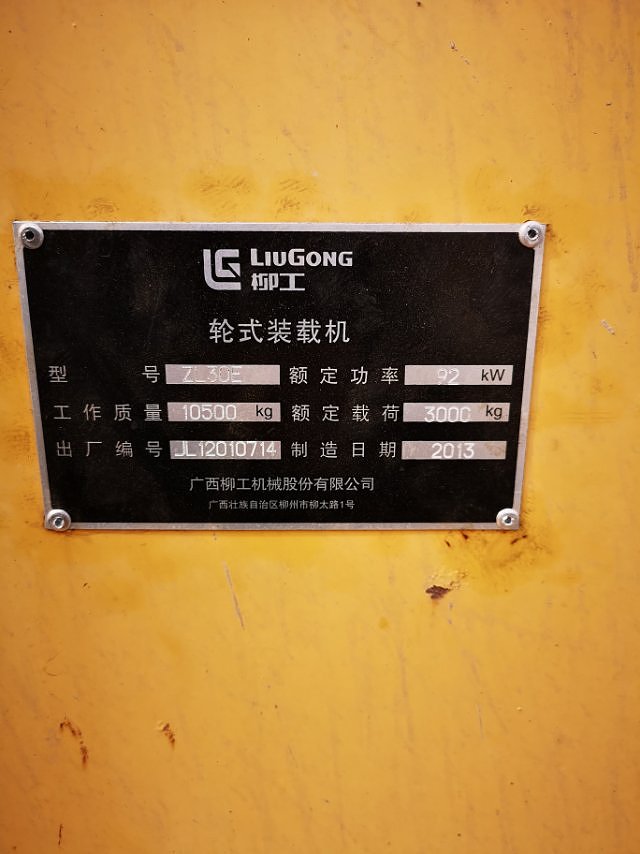 LIUGONG
柳工
轮式装载机
型号 ZL30E 额定功率 92 kW
工作质量 10500 kg 额定载荷 3000 kg
出厂编号 JL12010714 制造日期 2013
广西柳工机械股份有限公司
广西壮族自治区柳州市柳太路1号